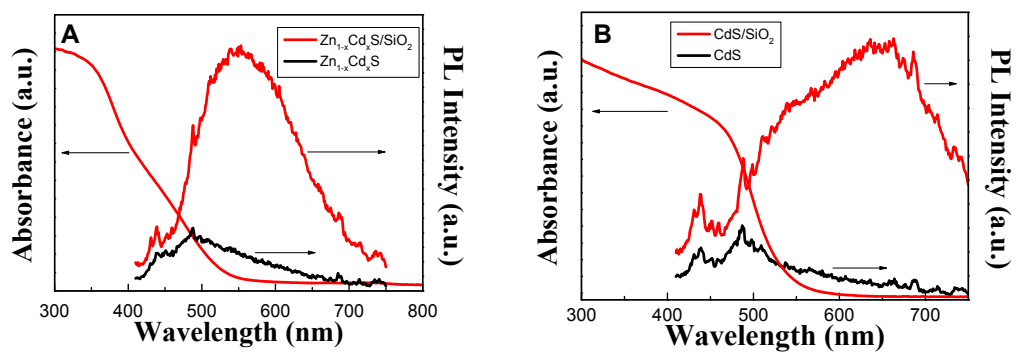 A
Zn1-xCdxS/SiO2
Zn1-xCdxS
Absorbance (a.u.)
PL Intensity (a.u.)
300 400 500 600 700 800
Wavelength (nm)
B
CdS/SiO2
CdS
Absorbance (a.u.)
PL Intensity (a.u.)
300 400 500 600 700
Wavelength (nm)